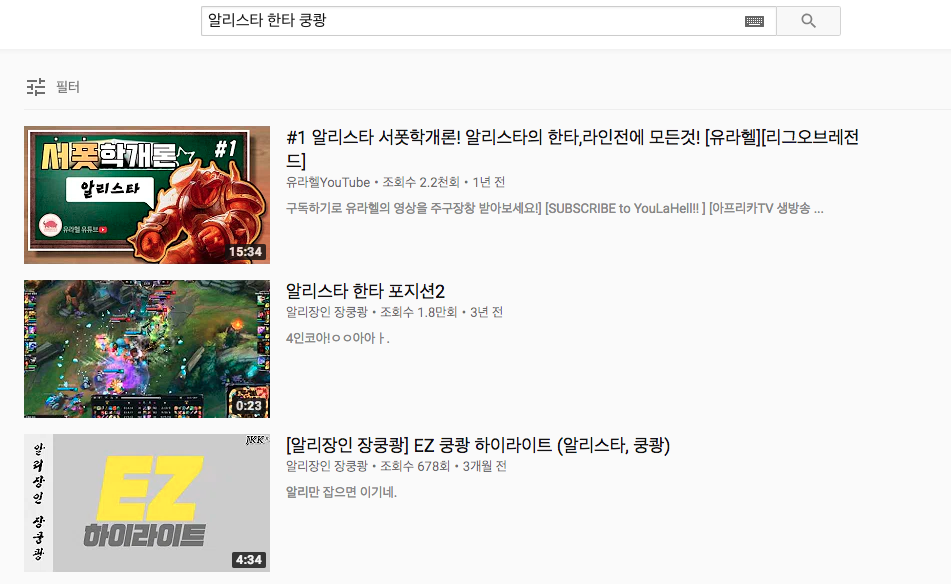 알리스타 한타 쿵쾅
필터
서폿학개론 #1
알리스타
유라헬 유튜브
15:34
#1 알리스타 서폿학개론! 알리스타의 한타,라인전에 모든것! [유라헬][리그오브레전
드]
유라헬YouTube • 조회수 2.2천회 • 1년 전
구독하기로 유라헬의 영상을 주구장창 받아보세요!] [SUBSCRIBE to YouLaHell!! ] [아프리카TV 생방송 ...
0:23
알리스타 한타 포지션2
알리장인 장쿵쾅 • 조회수 1.8만회 • 3년 전
4인코아!ㅇㅇ아아ㅏ.
알리장인 장쿵쾅
JKK
EZ
하이라이트
4:34
[알리장인 장쿵쾅] EZ 쿵쾅 하이라이트 (알리스타, 쿵쾅)
알리장인 장쿵쾅 • 조회수 678회 • 3개월 전
알리만 잡으면 이기네.